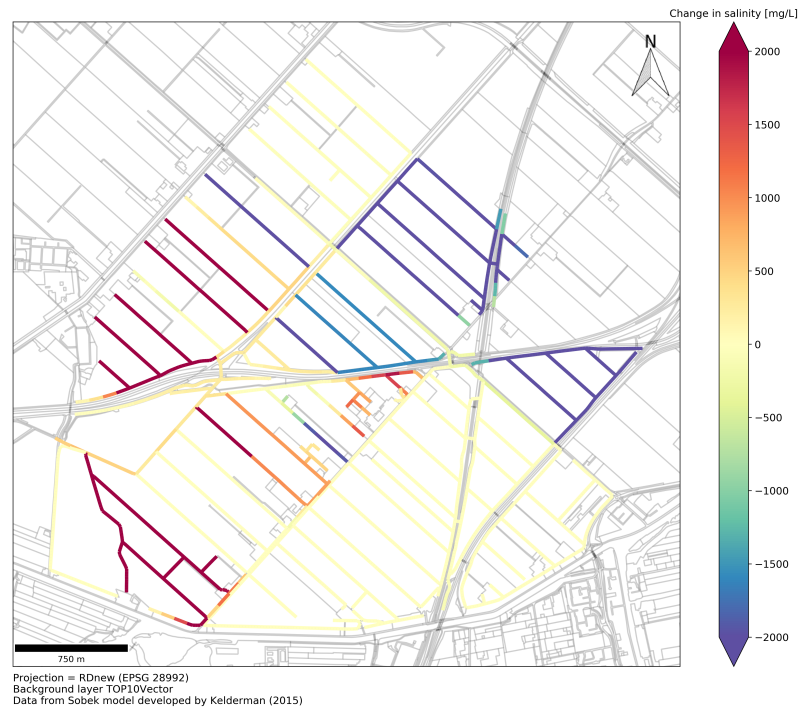 Change in salinity [mg/L]
N
2000
1500
1000
500
0
−500
−1000
−1500
−2000
750 m
Projection = RDnew (EPSG 28992)
Background layer TOP10Vector
Data from Sobek model developed by Kelderman (2015)